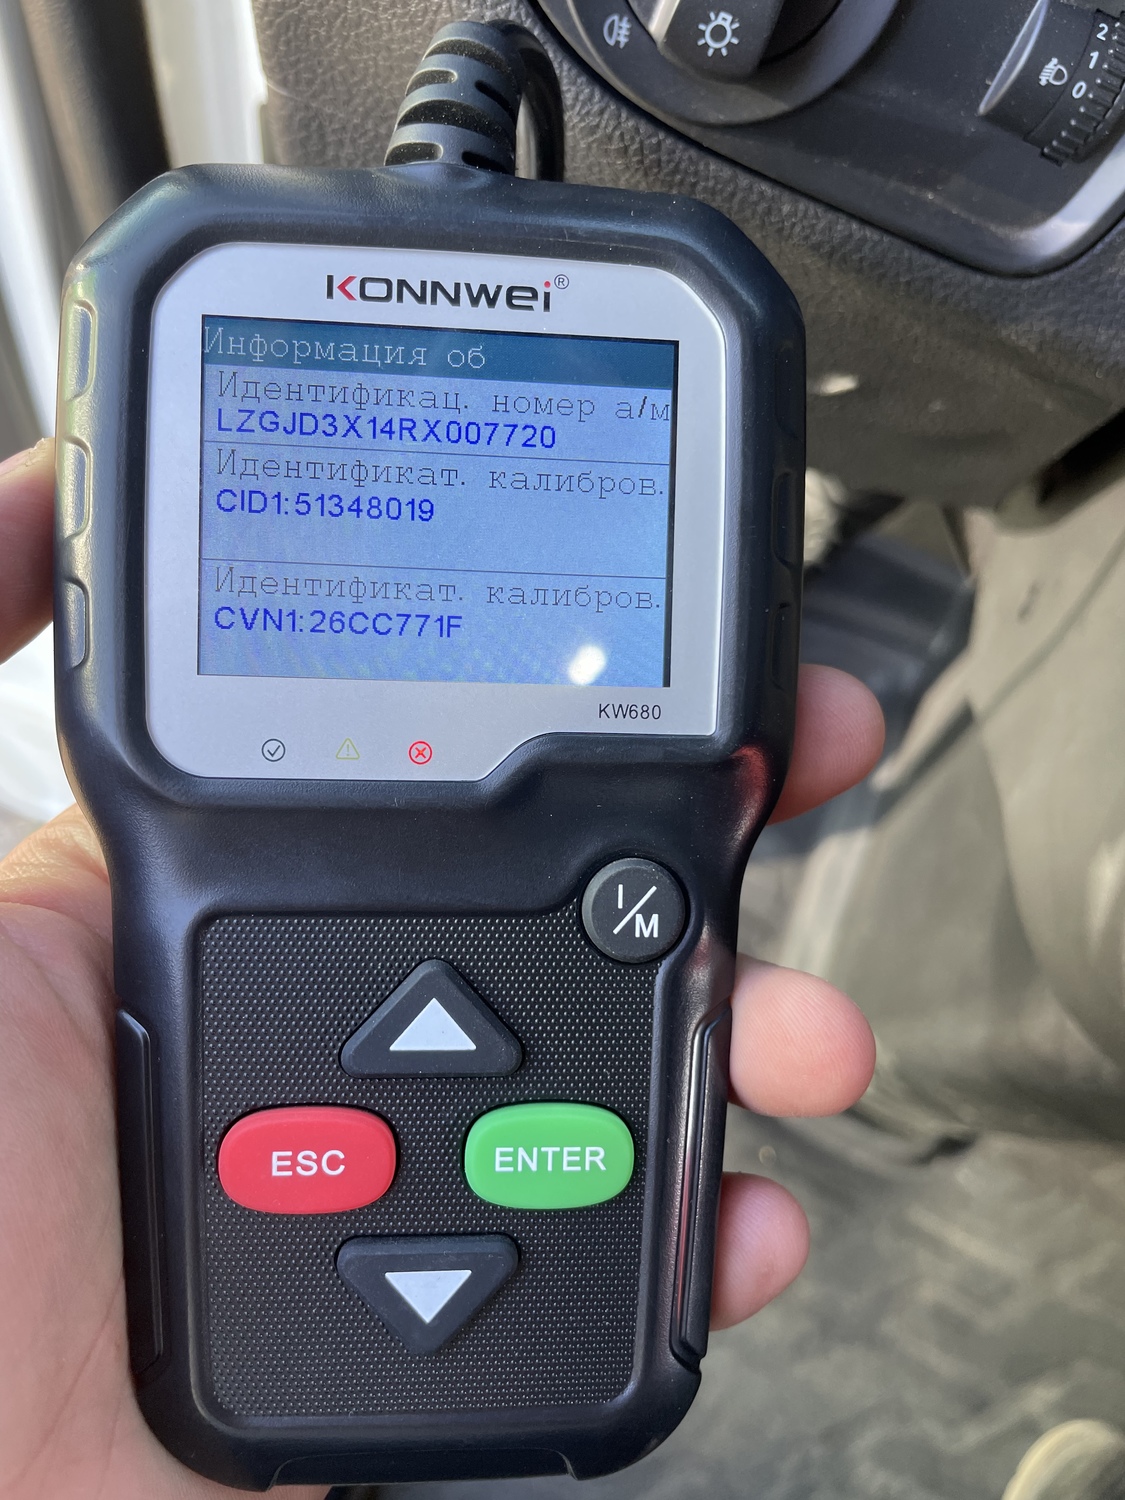 2
1
0
KONNWEI®
Информация об
Идентификац. номер а/м
LZGJD3X14RX007720
Идентификат. калибров.
CID1:51348019
Идентификат. калибров.
CVN1:26CC771F
KW680
I/M
ESC
ENTER